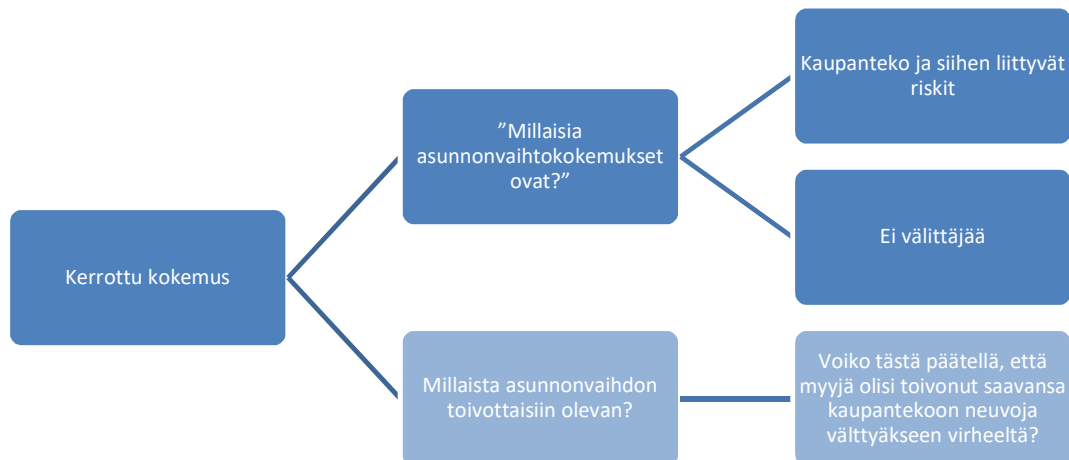 Kerrottu kokemus
”Millaisia
asunnonvaihtokokemukset
ovat?”
Kaupanteko ja siihen liittyvät
riskit
Ei välittäjää
Millaista asunnonvaihdon
toivottaisiin olevan?
Voiko tästä päätellä, että
myyjä olisi toivonut saavansa
kaupantekoon neuvoja
välttyäkseen virheeltä?